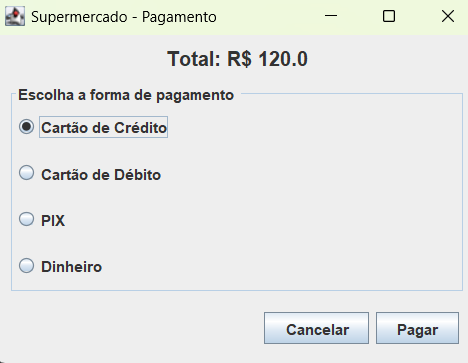 Supermercado - Pagamento
Total: R$ 120.0
Escolha a forma de pagamento
Cartão de Crédito
Cartão de Débito
PIX
Dinheiro
Cancelar
Pagar